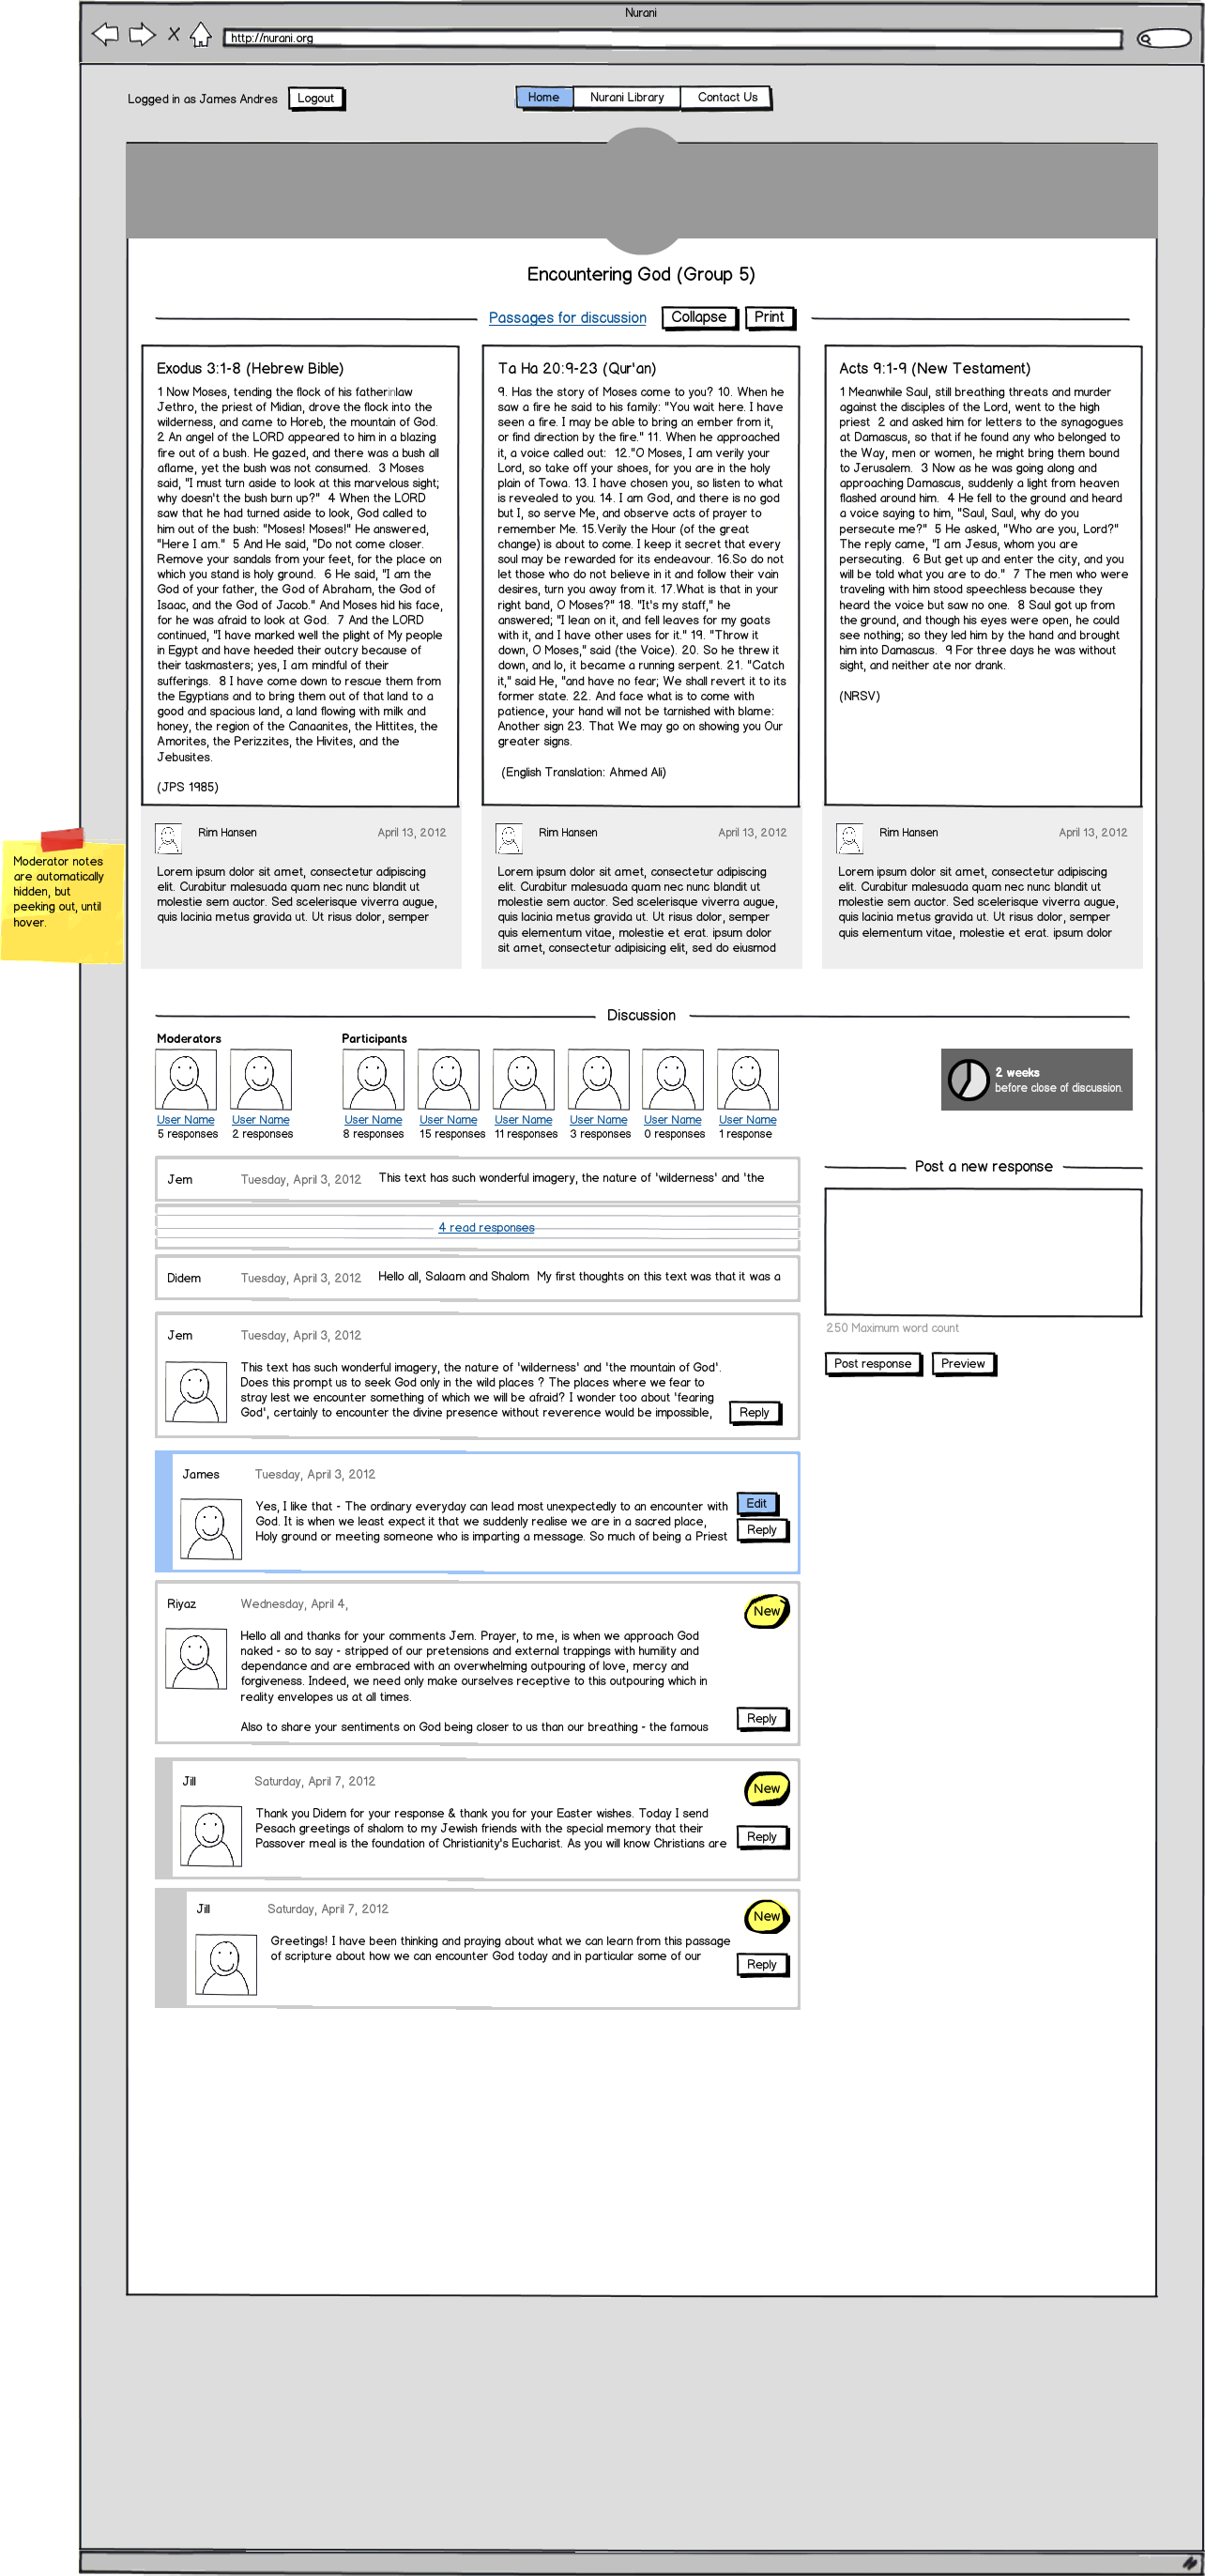 Nurani
http://nurani.org
Logged in as James Andres
Logout
Home
Nurani Library
Contact Us
Encountering God (Group 5)
Passages for discussion
Collapse
Print
Exodus 3:1-8 (Hebrew Bible)
1 Now Moses, tending the flock of his fatherinlaw
Jethro, the priest of Midian, drove the flock into the
wilderness, and came to Horeb, the mountain of God.
2 An angel of the LORD appeared to him in a blazing
fire out of a bush. He gazed, and there was a bush all
aflame, yet the bush was not consumed. 3 Moses
said, "I must turn aside to look at this marvelous sight;
why doesn't the bush burn up?" 4 When the LORD
saw that he had turned aside to look, God called to
him out of the bush: "Moses! Moses!" He answered,
"Here I am." 5 And He said, "Do not come closer.
Remove your sandals from your feet, for the place on
which you stand is holy ground. 6 He said, "I am the
God of your father, the God of Abraham, the God of
Isaac, and the God of Jacob." And Moses hid his face,
for he was afraid to look at God. 7 And the LORD
continued, "I have marked well the plight of My people
in Egypt and have heeded their outcry because of
their taskmasters; yes, I am mindful of their
sufferings. 8 I have come down to rescue them from
the Egyptians and to bring them out of that land to a
good and spacious land, a land flowing with milk and
honey, the region of the Canaanites, the Hittites, the
Amorites, the Perizzites, the Hivites, and the
Jebusites.
(JPS 1985)
Ta Ha 20:9-23 (Qur'an)
9. Has the story of Moses come to you? 10. When he
saw a fire he said to his family: "You wait here. I have
seen a fire. I may be able to bring an ember from it,
or find direction by the fire." 11. When he approached
it, a voice called out: 12."O Moses, I am verily your
Lord, so take off your shoes, for you are in the holy
plain of Towa. 13. I have chosen you, so listen to what
is revealed to you. 14. I am God, and there is no god
but I, so serve Me, and observe acts of prayer to
remember Me. 15.Verily the Hour (of the great
change) is about to come. I keep it secret that every
soul may be rewarded for its endeavour. 16.So do not
let those who do not believe in it and follow their vain
desires, turn you away from it. 17.What is that in your
right band, O Moses?" 18. "It's my staff," he
answered; "I lean on it, and fell leaves for my goats
with it, and I have other uses for it." 19. "Throw it
down, O Moses," said (the Voice). 20. So he threw it
down, and lo, it became a running serpent. 21. "Catch
it," said He, "and have no fear; We shall revert it to its
former state. 22. And face what is to come with
patience, your hand will not be tarnished with blame:
Another sign 23. That We may go on showing you Our
greater signs.
(English Translation: Ahmed Ali)
Acts 9:1-9 (New Testament)
1 Meanwhile Saul, still breathing threats and murder
against the disciples of the Lord, went to the high
priest 2 and asked him for letters to the synagogues
at Damascus, so that if he found any who belonged to
the Way, men or women, he might bring them bound
to Jerusalem. 3 Now as he was going along and
approaching Damascus, suddenly a light from heaven
flashed around him. 4 He fell to the ground and heard
a voice saying to him, "Saul, Saul, why do you
persecute me?" 5 He asked, "Who are you, Lord?"
The reply came, "I am Jesus, whom you are
persecuting. 6 But get up and enter the city, and you
will be told what you are to do." 7 The men who were
traveling with him stood speechless because they
heard the voice but saw no one. 8 Saul got up from
the ground, and though his eyes were open, he could
see nothing; so they led him by the hand and brought
him into Damascus. 9 For three days he was without
sight, and neither ate nor drank.
(NRSV)
Moderator notes
are automatically
hidden, but
peeking out, until
hover.
Rim Hansen
April 13, 2012
Lorem ipsum dolor sit amet, consectetur adipiscing
elit. Curabitur malesuada quam nec nunc blandit ut
molestie sem auctor. Sed scelerisque viverra augue,
quis lacinia metus gravida ut. Ut risus dolor, semper
Rim Hansen
April 13, 2012
Lorem ipsum dolor sit amet, consectetur adipiscing
elit. Curabitur malesuada quam nec nunc blandit ut
molestie sem auctor. Sed scelerisque viverra augue,
quis lacinia metus gravida ut. Ut risus dolor, semper
quis elementum vitae, molestie et erat. ipsum dolor
sit amet, consectetur adipisicing elit, sed do eiusmod
Rim Hansen
April 13, 2012
Lorem ipsum dolor sit amet, consectetur adipiscing
elit. Curabitur malesuada quam nec nunc blandit ut
molestie sem auctor. Sed scelerisque viverra augue,
quis lacinia metus gravida ut. Ut risus dolor, semper
quis elementum vitae, molestie et erat. ipsum dolor
Discussion
Moderators
Participants
User Name
User Name
User Name
User Name
User Name
User Name
User Name
User Name
5 responses
2 responses
8 responses
15 responses
11 responses
3 responses
0 responses
1 response
2 weeks
before close of discussion.
Jem
Tuesday, April 3, 2012
This text has such wonderful imagery, the nature of 'wilderness' and 'the
4 read responses
Didem
Tuesday, April 3, 2012
Hello all, Salaam and Shalom My first thoughts on this text was that it was a
Jem
Tuesday, April 3, 2012
This text has such wonderful imagery, the nature of 'wilderness' and 'the mountain of God'.
Does this prompt us to seek God only in the wild places ? The places where we fear to
stray lest we encounter something of which we will be afraid? I wonder too about 'fearing
God', certainly to encounter the divine presence without reverence would be impossible,
Reply
James
Tuesday, April 3, 2012
Yes, I like that - The ordinary everyday can lead most unexpectedly to an encounter with
God. It is when we least expect it that we suddenly realise we are in a sacred place,
Holy ground or meeting someone who is imparting a message. So much of being a Priest
Edit
Reply
Riyaz
Wednesday, April 4,
New
Hello all and thanks for your comments Jem. Prayer, to me, is when we approach God
naked - so to say - stripped of our pretensions and external trappings with humility and
dependance and are embraced with an overwhelming outpouring of love, mercy and
forgiveness. Indeed, we need only make ourselves receptive to this outpouring which in
reality envelopes us at all times.
Also to share your sentiments on God being closer to us than our breathing - the famous
Reply
Jill
Saturday, April 7, 2012
New
Thank you Didem for your response & thank you for your Easter wishes. Today I send
Pesach greetings of shalom to my Jewish friends with the special memory that their
Passover meal is the foundation of Christianity's Eucharist. As you will know Christians are
Reply
Jill
Saturday, April 7, 2012
New
Greetings! I have been thinking and praying about what we can learn from this passage
of scripture about how we can encounter God today and in particular some of our
Reply
Post a new response
250 Maximum word count
Post response
Preview